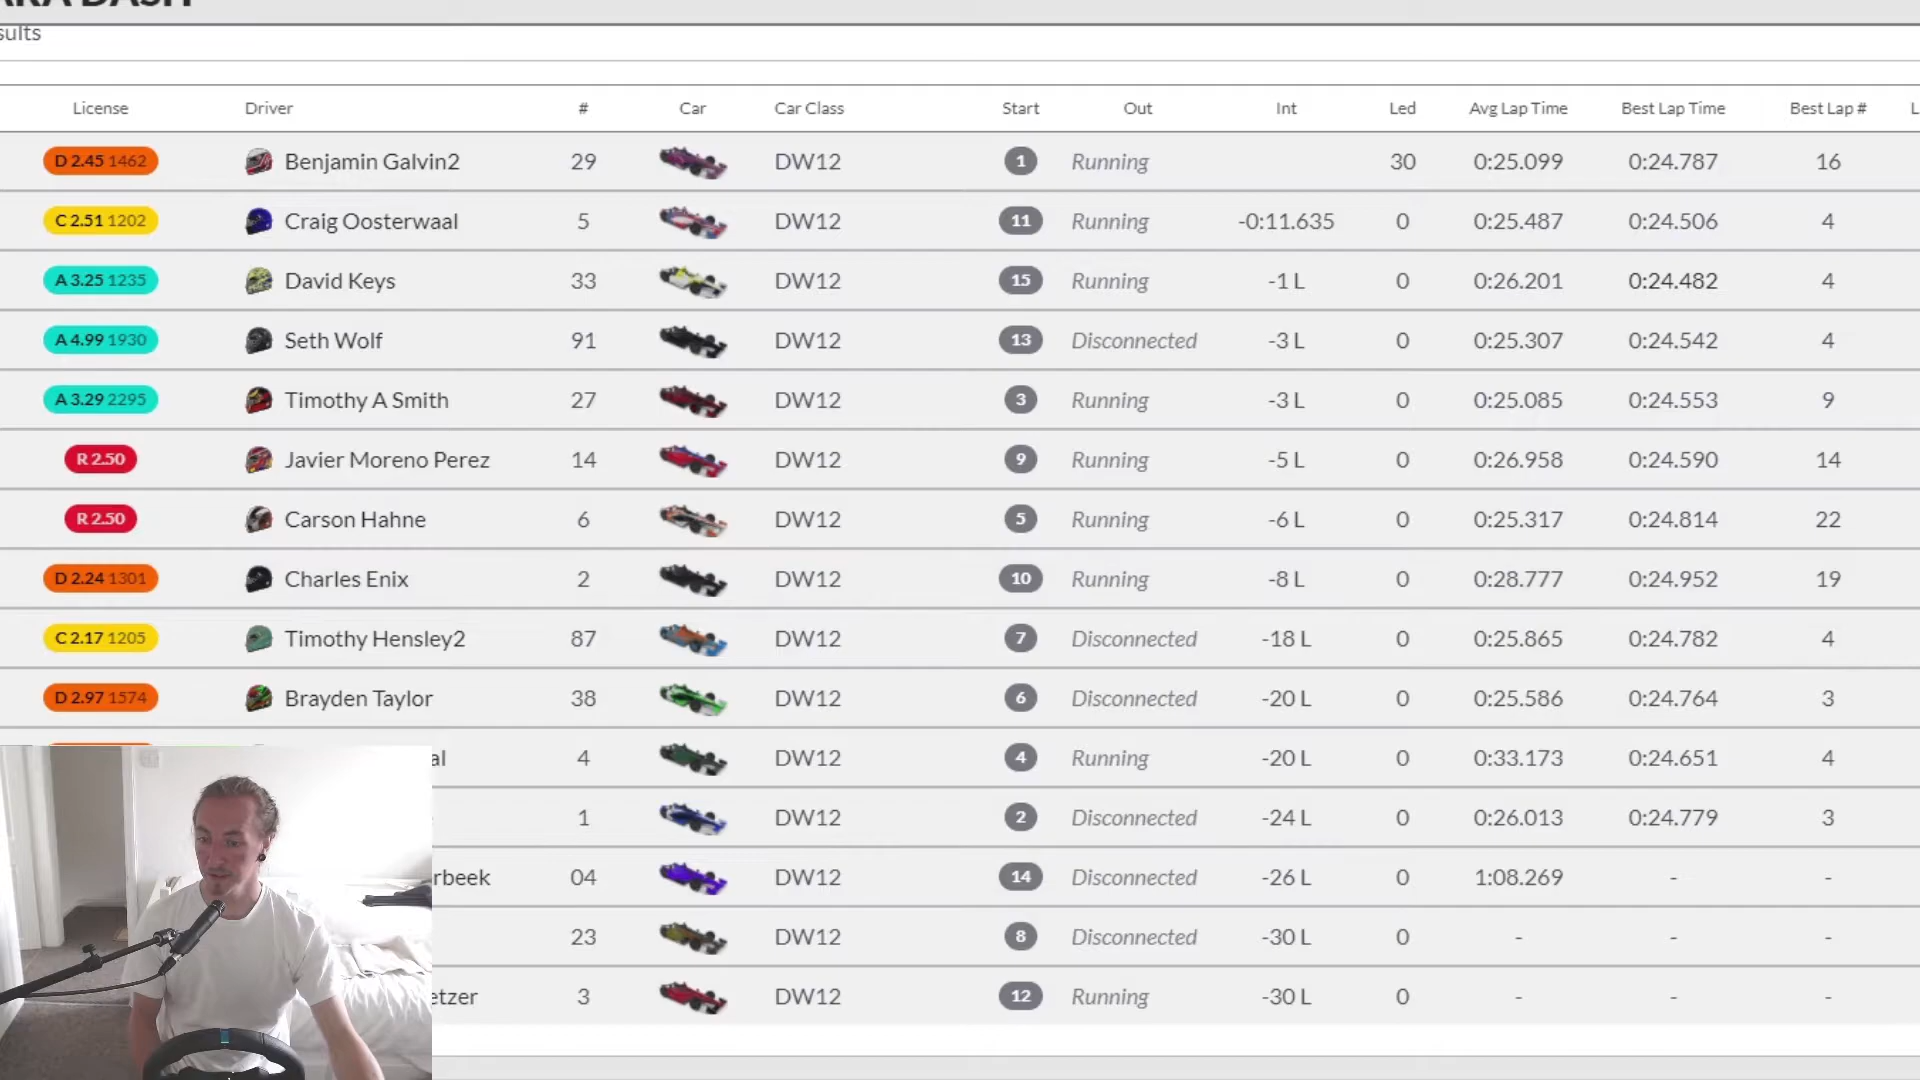 ARA DASH
sults
License Driver # Car Car Class Start Out Int Led Avg Lap Time Best Lap Time Best Lap # L
D 2.45 1462 Benjamin Galvin2 29 DW12 1 Running 30 0:25.099 0:24.787 16
C 2.51 1202 Craig Oosterwaal 5 DW12 11 Running -0:11.635 0 0:25.487 0:24.506 4
A 3.25 1235 David Keys 33 DW12 15 Running -1 L 0 0:26.201 0:24.482 4
A 4.99 1930 Seth Wolf 91 DW12 13 Disconnected -3 L 0 0:25.307 0:24.542 4
A 3.29 2295 Timothy A Smith 27 DW12 3 Running -3 L 0 0:25.085 0:24.553 9
R 2.50 Javier Moreno Perez 14 DW12 9 Running -5 L 0 0:26.958 0:24.590 14
R 2.50 Carson Hahne 6 DW12 5 Running -6 L 0 0:25.317 0:24.814 22
D 2.24 1301 Charles Enix 2 DW12 10 Running -8 L 0 0:28.777 0:24.952 19
C 2.17 1205 Timothy Hensley2 87 DW12 7 Disconnected -18 L 0 0:25.865 0:24.782 4
D 2.97 1574 Brayden Taylor 38 DW12 6 Disconnected -20 L 0 0:25.586 0:24.764 3
al 4 DW12 4 Running -20 L 0 0:33.173 0:24.651 4
1 DW12 2 Disconnected -24 L 0 0:26.013 0:24.779 3
rbeek 04 DW12 14 Disconnected -26 L 0 1:08.269 - -
23 DW12 8 Disconnected -30 L 0 - - -
etzer 3 DW12 12 Running -30 L 0 - - -